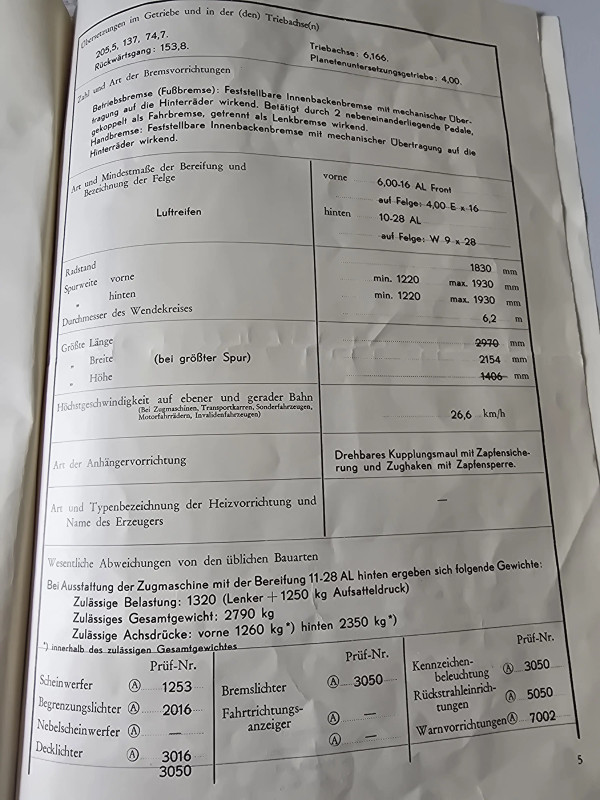 Übersetzungen im Getriebe und in der (den) Triebachse(n)
205,5, 137, 74,7.
Rückwärtsgang: 153,8.
Triebachse: 6,166.
Planetenuntersetzungsgetriebe: 4,00.
Zahl und Art der Bremsvorrichtungen
Betriebsbremse (Fußbremse): Feststellbare Innenbackenbremse mit mechanischer Über-
tragung auf die Hinterräder wirkend. Betätigt durch 2 nebeneinanderliegende Pedale,
gekoppelt als Fahrbremse, getrennt als Lenkbremse wirkend.
Handbremse: Feststellbare Innenbackenbremse mit mechanischer Übertragung auf die
Hinterräder wirkend.
Art und Mindestmaße der Bereifung und
Bezeichnung der Felge
Luftreifen
vorne 6,00-16 AL Front
auf Felge: 4,00 E x 16
hinten 10-28 AL
auf Felge: W 9 x 28
Radstand 1830 mm
Spurweite vorne min. 1220 max. 1930 mm
" hinten min. 1220 max. 1930 mm
Durchmesser des Wendekreises 6,2 m
Größte Länge 2970 mm
" Breite (bei größter Spur) 2154 mm
" Höhe 1406 mm
Höchstgeschwindigkeit auf ebener und gerader Bahn
(Bei Zugmaschinen, Transportkarren, Sonderfahrzeugen,
Motorfahrrädern, Invalidenfahrzeugen)
26,6 km/h
Art der Anhängervorrichtung
Drehbares Kupplungsmaul mit Zapfensiche-
rung und Zughaken mit Zapfensperre.
Art und Typenbezeichnung der Heizvorrichtung und
Name des Erzeugers
—
Wesentliche Abweichungen von den üblichen Bauarten
Bei Ausstattung der Zugmaschine mit der Bereifung 11-28 AL hinten ergeben sich folgende Gewichte:
Zulässige Belastung: 1320 (Lenker + 1250 kg Aufsatteldruck)
Zulässiges Gesamtgewicht: 2790 kg
Zulässige Achsdrücke: vorne 1260 kg*) hinten 2350 kg*)
*) innerhalb des zulässigen Gesamtgewichtes
Prüf-Nr.
Scheinwerfer Ⓐ 1253
Begrenzungslichter Ⓐ 2016
Nebelscheinwerfer Ⓐ —
Decklichter Ⓐ 3016
3050
Prüf-Nr.
Bremslichter Ⓐ 3050
Fahrtrichtungs-
anzeiger Ⓐ —
Ⓐ —
Prüf-Nr.
Kennzeichen-
beleuchtung Ⓐ 3050
Rückstrahleinrich-
tungen Ⓐ 5050
Warnvorrichtungen Ⓐ 7002
5